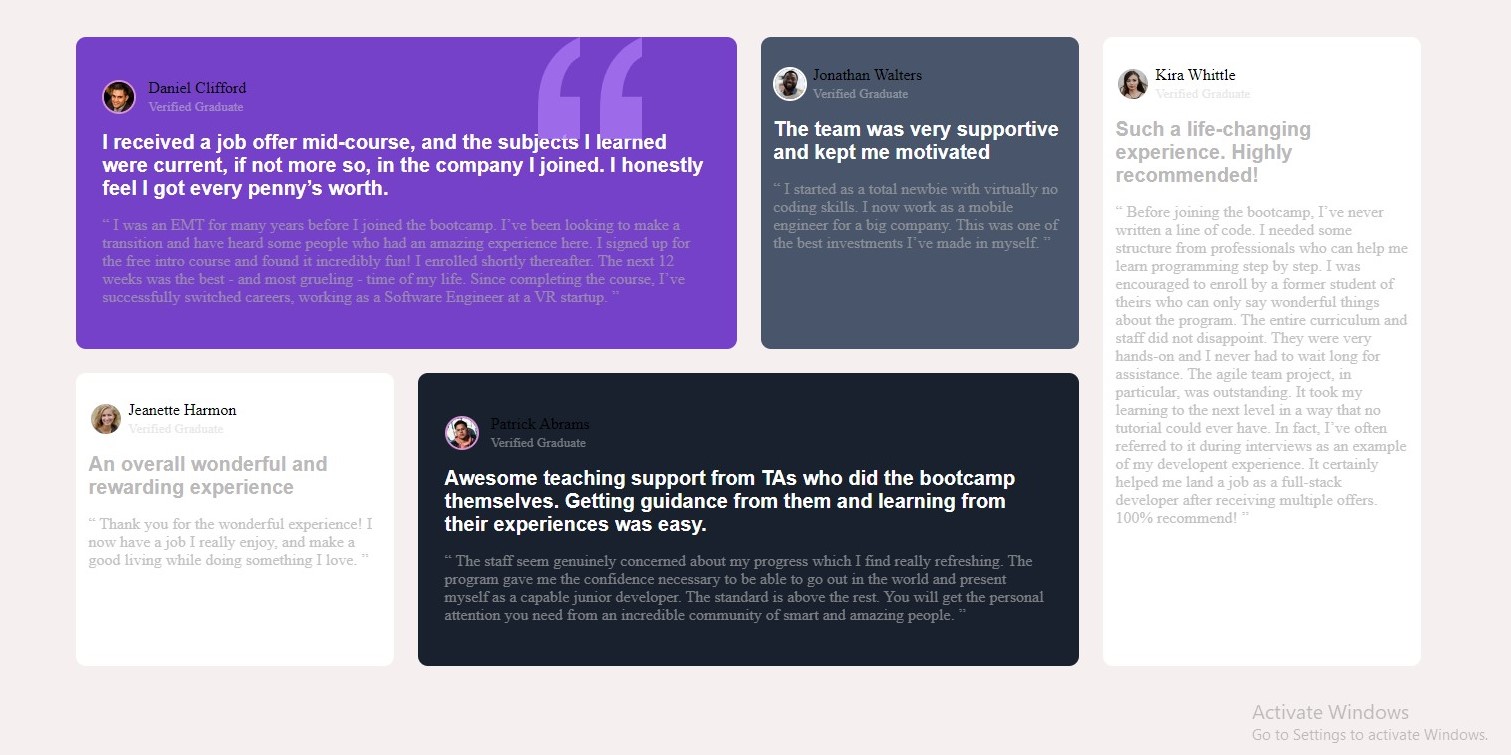 Daniel Clifford
Verified Graduate
I received a job offer mid-course, and the subjects I learned
were current, if not more so, in the company I joined. I honestly
feel I got every penny’s worth.
“ I was an EMT for many years before I joined the bootcamp. I’ve been looking to make a
transition and have heard some people who had an amazing experience here. I signed up for
the free intro course and found it incredibly fun! I enrolled shortly thereafter. The next 12
weeks was the best - and most grueling - time of my life. Since completing the course, I’ve
successfully switched careers, working as a Software Engineer at a VR startup. ”
Jonathan Walters
Verified Graduate
The team was very supportive
and kept me motivated
“ I started as a total newbie with virtually no
coding skills. I now work as a mobile
engineer for a big company. This was one of
the best investments I’ve made in myself. ”
Kira Whittle
Verified Graduate
Such a life-changing
experience. Highly
recommended!
“ Before joining the bootcamp, I’ve never
written a line of code. I needed some
structure from professionals who can help me
learn programming step by step. I was
encouraged to enroll by a former student of
theirs who can only say wonderful things
about the program. The entire curriculum and
staff did not disappoint. They were very
hands-on and I never had to wait long for
assistance. The agile team project, in
particular, was outstanding. It took my
learning to the next level in a way that no
tutorial could ever have. In fact, I’ve often
referred to it during interviews as an example
of my developent experience. It certainly
helped me land a job as a full-stack
developer after receiving multiple offers.
100% recommend! ”
Jeanette Harmon
Verified Graduate
An overall wonderful and
rewarding experience
“ Thank you for the wonderful experience! I
now have a job I really enjoy, and make a
good living while doing something I love. ”
Patrick Abrams
Verified Graduate
Awesome teaching support from TAs who did the bootcamp
themselves. Getting guidance from them and learning from
their experiences was easy.
“ The staff seem genuinely concerned about my progress which I find really refreshing. The
program gave me the confidence necessary to be able to go out in the world and present
myself as a capable junior developer. The standard is above the rest. You will get the personal
attention you need from an incredible community of smart and amazing people. ”
Activate Windows
Go to Settings to activate Windows.